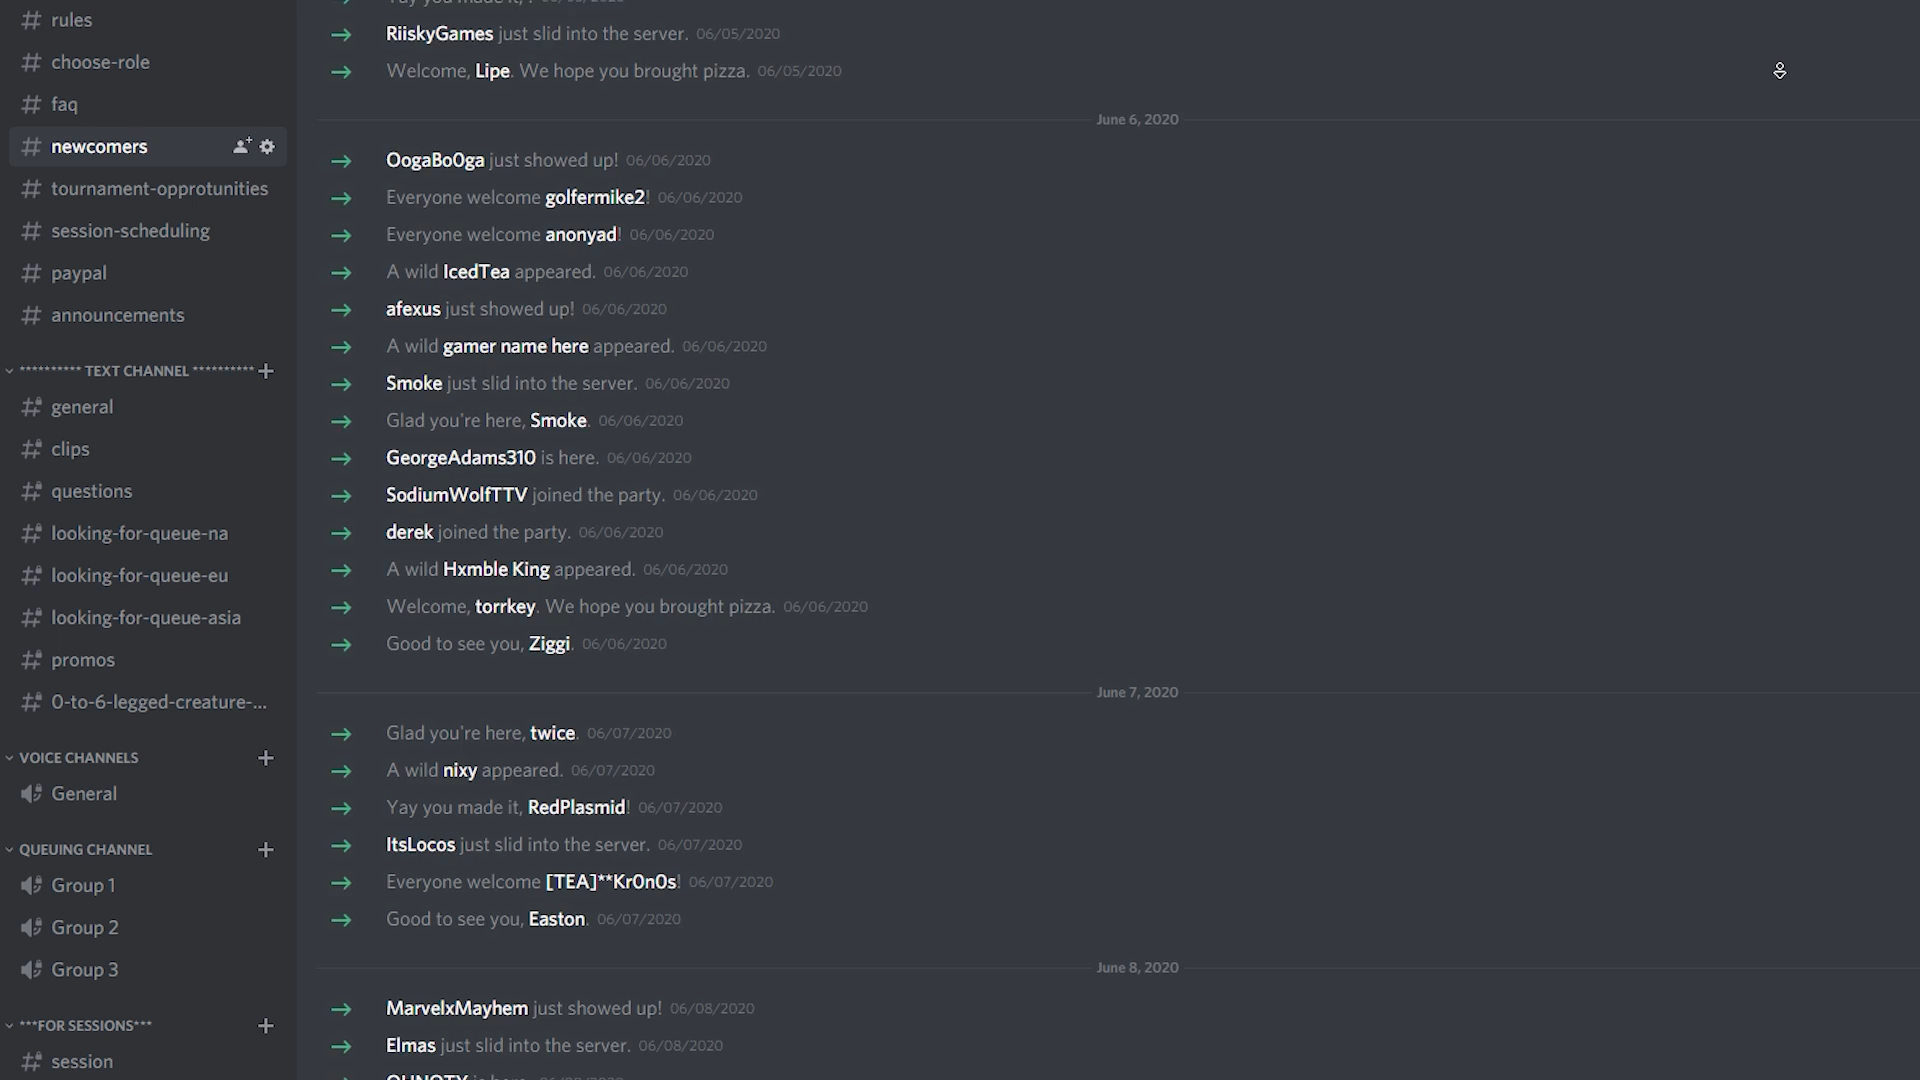 rules
choose-role
faq
newcomers
tournament-opprotunities
session-scheduling
paypal
announcements
********** TEXT CHANNEL **********
general
clips
questions
looking-for-queue-na
looking-for-queue-eu
looking-for-queue-asia
promos
0-to-6-legged-creature-...
VOICE CHANNELS
General
QUEUING CHANNEL
Group 1
Group 2
Group 3
***FOR SESSIONS***
session
RiiskyGames just slid into the server. 06/05/2020
Welcome, Lipe. We hope you brought pizza. 06/05/2020
June 6, 2020
OogaBo0ga just showed up! 06/06/2020
Everyone welcome golfermike2! 06/06/2020
Everyone welcome anonyad! 06/06/2020
A wild IcedTea appeared. 06/06/2020
afexus just showed up! 06/06/2020
A wild gamer name here appeared. 06/06/2020
Smoke just slid into the server. 06/06/2020
Glad you're here, Smoke. 06/06/2020
GeorgeAdams310 is here. 06/06/2020
SodiumWolfTTV joined the party. 06/06/2020
derek joined the party. 06/06/2020
A wild Hxmble King appeared. 06/06/2020
Welcome, torrkey. We hope you brought pizza. 06/06/2020
Good to see you, Ziggi. 06/06/2020
June 7, 2020
Glad you're here, twice. 06/07/2020
A wild nixy appeared. 06/07/2020
Yay you made it, RedPlasmid! 06/07/2020
ItsLocos just slid into the server. 06/07/2020
Everyone welcome [TEA]**Kr0n0s! 06/07/2020
Good to see you, Easton. 06/07/2020
June 8, 2020
MarvelxMayhem just showed up! 06/08/2020
Elmas just slid into the server. 06/08/2020